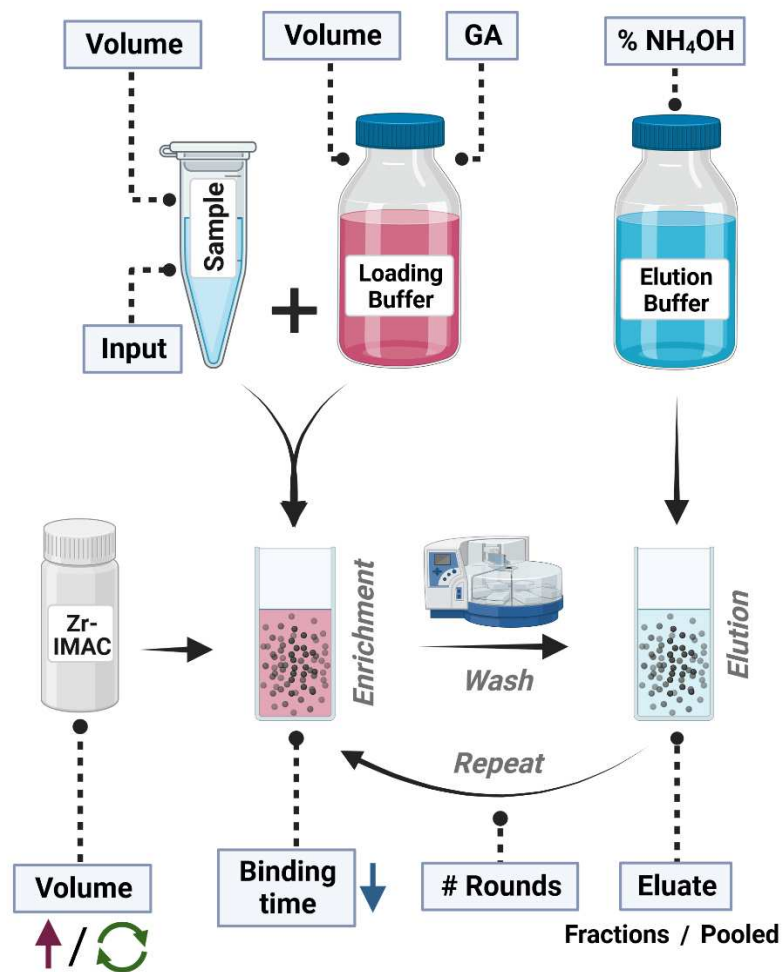 Volume
Volume
GA
% NH₄OH
Sample
Loading
Buffer
Elution
Buffer
Input
+
Zr-
IMAC
Enrichment
Wash
Elution
Repeat
Volume
/
Binding
time
# Rounds
Eluate
Fractions / Pooled